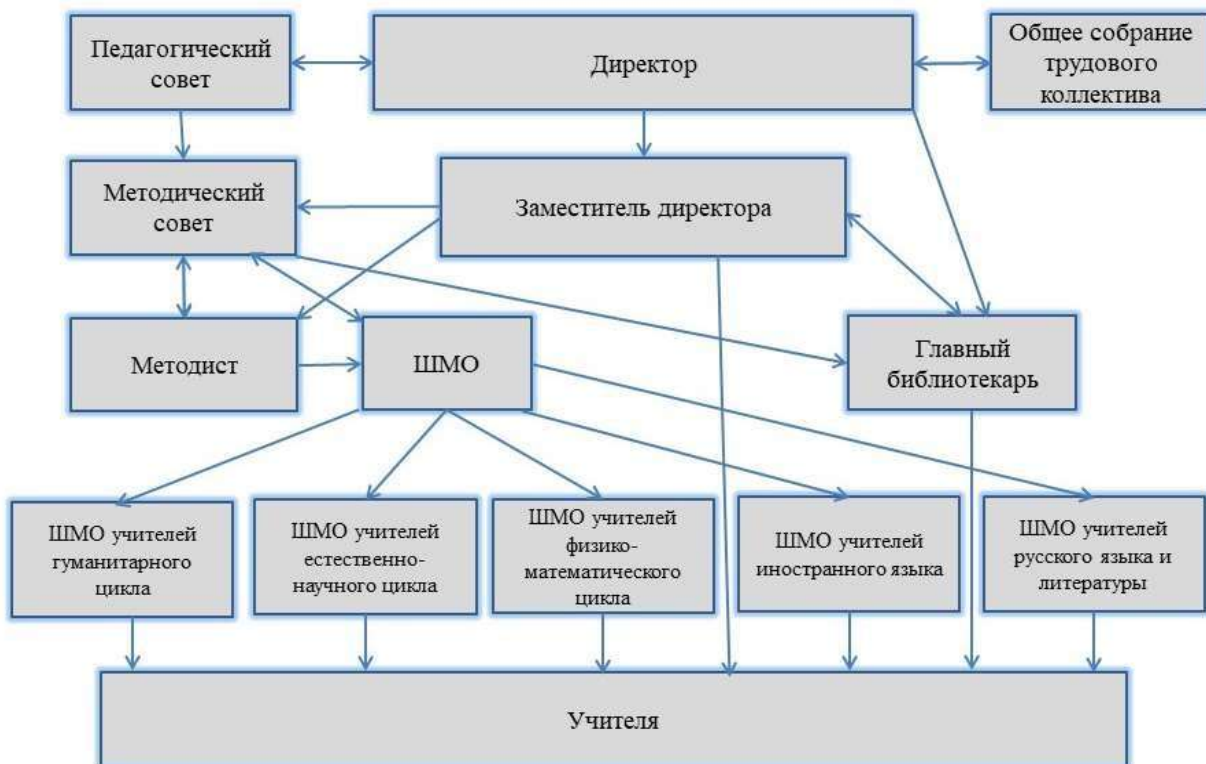 Педагогический
совет
Директор
Общее собрание
трудового
коллектива
Методический
совет
Заместитель директора
Методист
ШМО
Главный
библиотекарь
ШМО учителей
гуманитарного
цикла
ШМО учителей
естественно-
научного цикла
ШМО учителей
физико-
математического
цикла
ШМО учителей
иностранного языка
ШМО учителей
русского языка и
литературы
Учителя